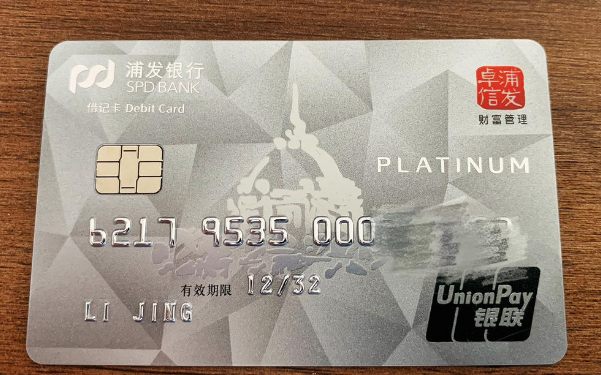 浦发银行
SPD BANK
借记卡 Debit Card
卓浦
信发
财富管理
PLATINUM
6217 9535 000
有效期限 12/32
LI JING
UnionPay
银联